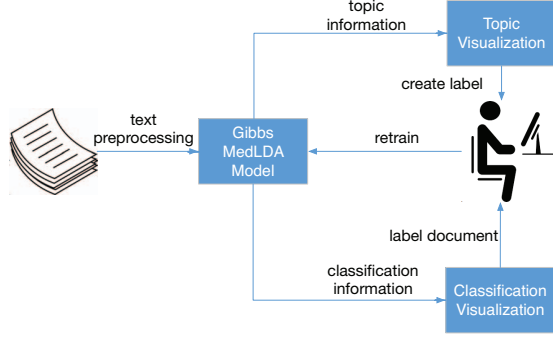 topic
information
Topic
Visualization
create label
text
preprocessing
Gibbs
MedLDA
Model
retrain
label document
classification
information
Classification
Visualization